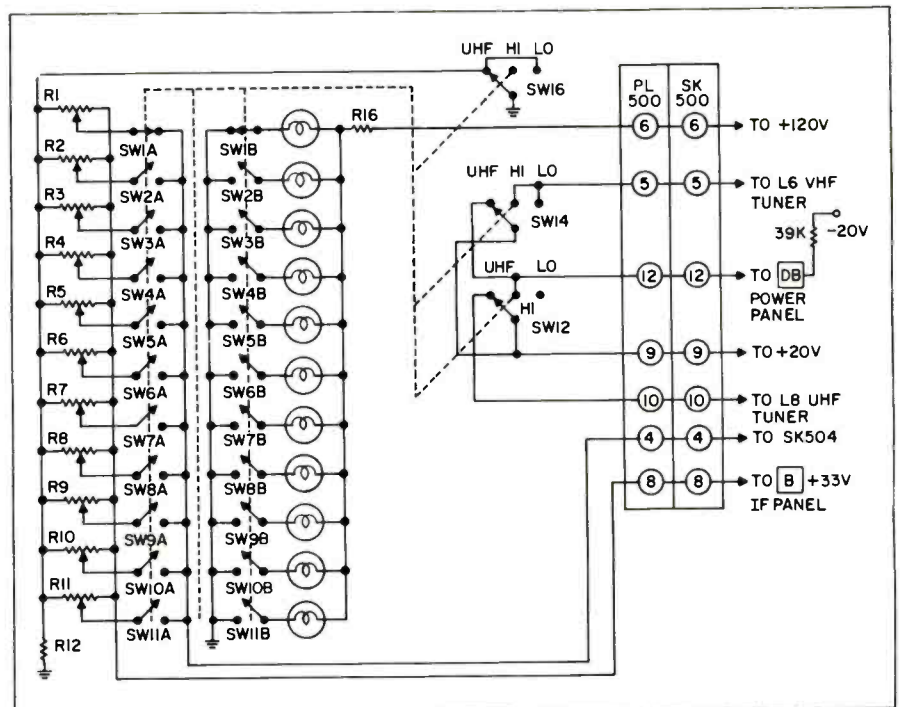 UHF HI LO
SW16
PL 500
SK 500
R1
R16
6 6 TO +120V
SW1A SW1B
R2
UHF HI LO
5 5 TO L6 VHF
TUNER
SW2A SW2B
R3
SW14
39K -20V
SW3A SW3B
R4
UHF LO
12 12 TO DB
POWER
PANEL
SW4A SW4B
HI
R5
SW12
SW5A SW5B
R6
9 9 TO +20V
SW6A SW6B
R7
10 10 TO L8 UHF
TUNER
SW7A SW7B
R8
4 4 TO SK504
SW8A SW8B
R9
8 8 TO B +33V
IF PANEL
SW9A SW9B
R10
SW10A SW10B
R11
SW11A SW11B
R12